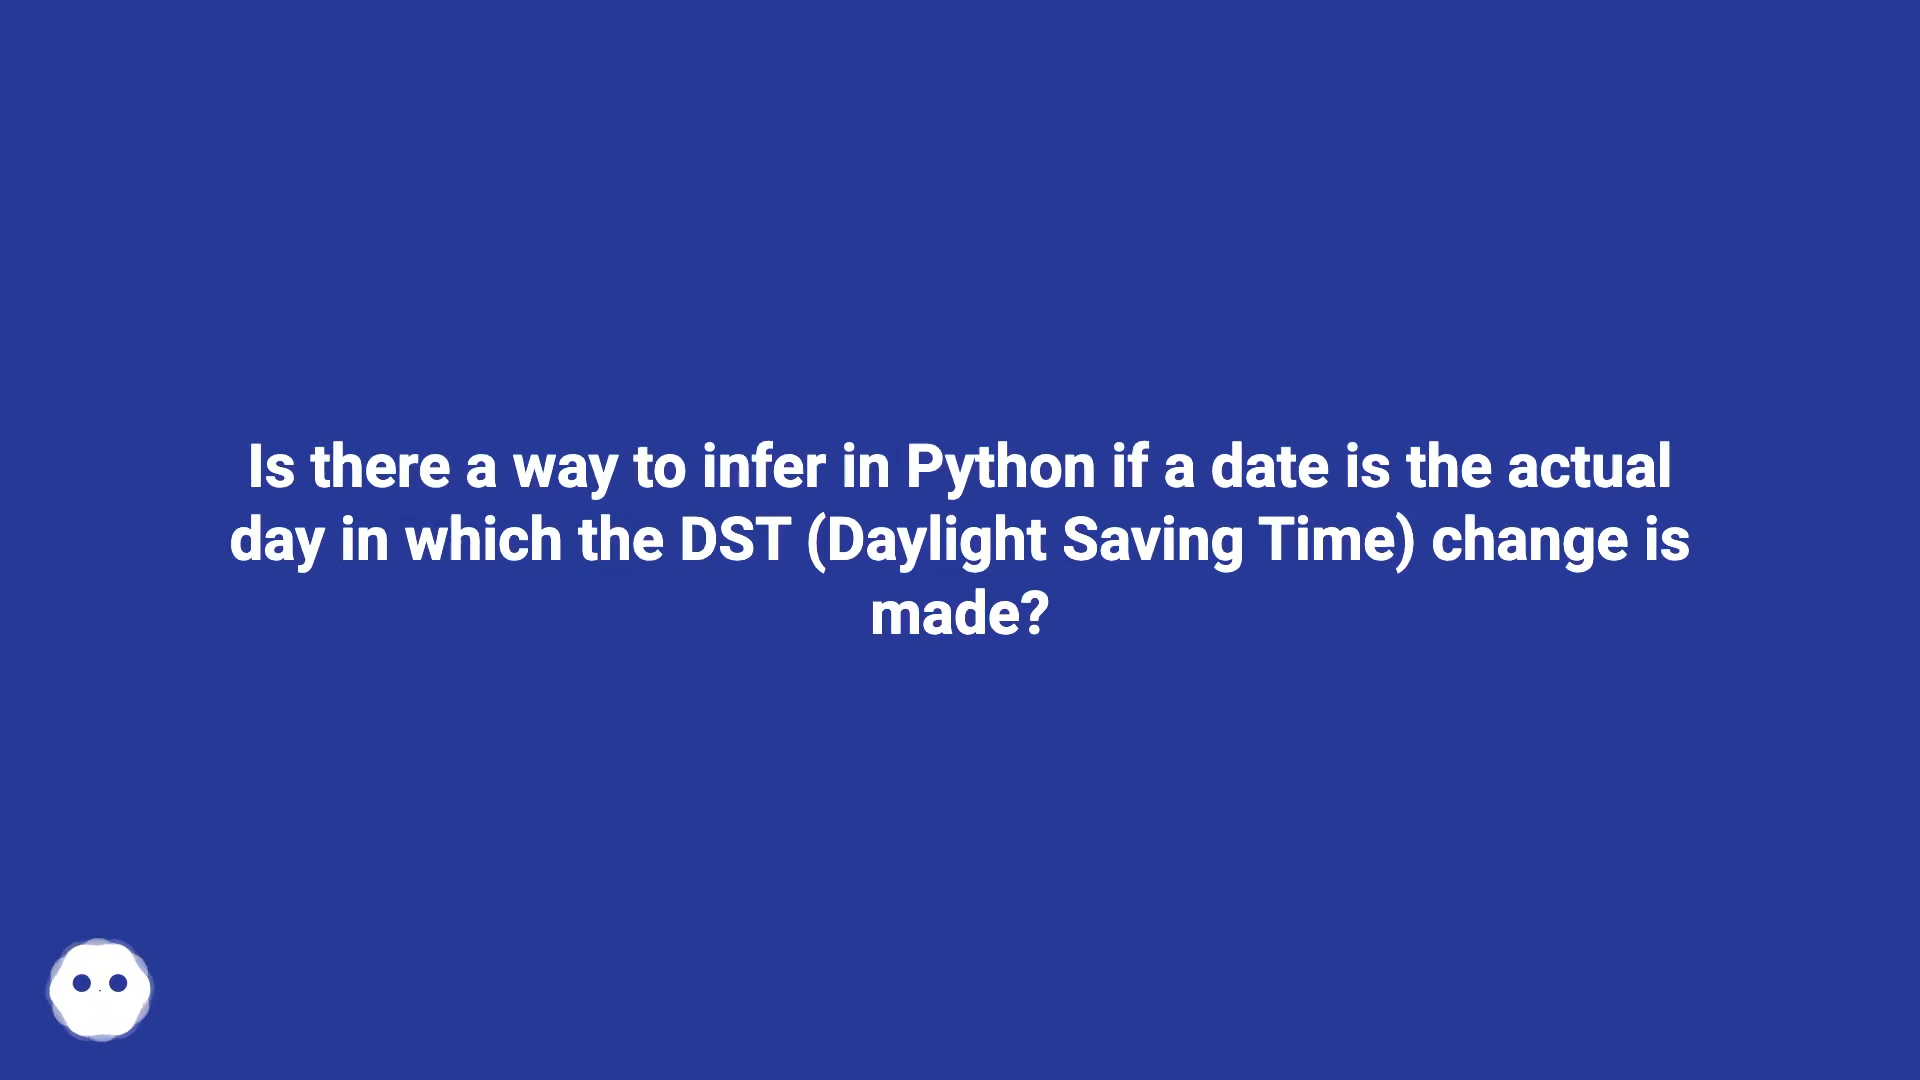 Is there a way to infer in Python if a date is the actual
day in which the DST (Daylight Saving Time) change is
made?